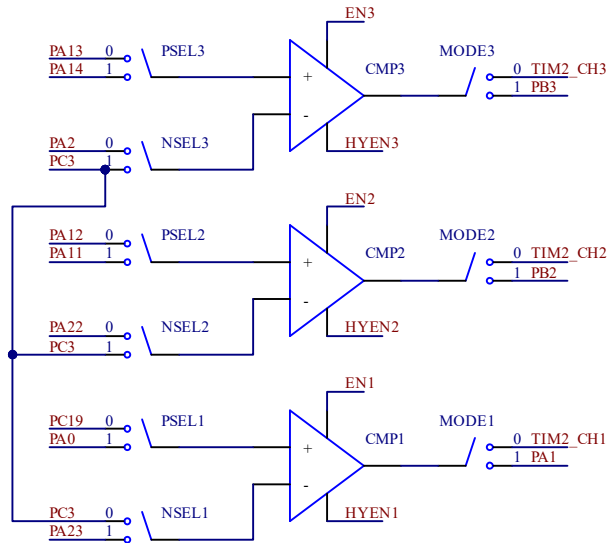 EN3
PA13 0 PSEL3 MODE3
PA14 1 CMP3 0 TIM2_CH3
+ 1 PB3
-
PA2 0 NSEL3 HYEN3
PC3 1
EN2
PA12 0 PSEL2 MODE2
PA11 1 CMP2 0 TIM2_CH2
+ 1 PB2
-
PA22 0 NSEL2 HYEN2
PC3 1
EN1
PC19 0 PSEL1 MODE1
PA0 1 CMP1 0 TIM2_CH1
+ 1 PA1
-
PC3 0 NSEL1 HYEN1
PA23 1